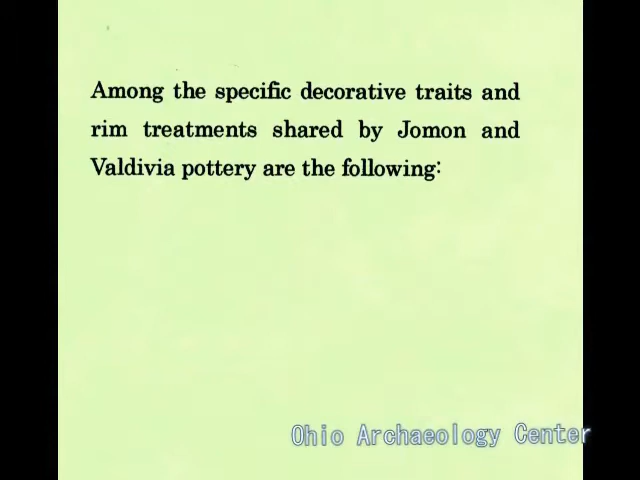 Among the specific decorative traits and
rim treatments shared by Jomon and
Valdivia pottery are the following:
Ohio Archaeology Center